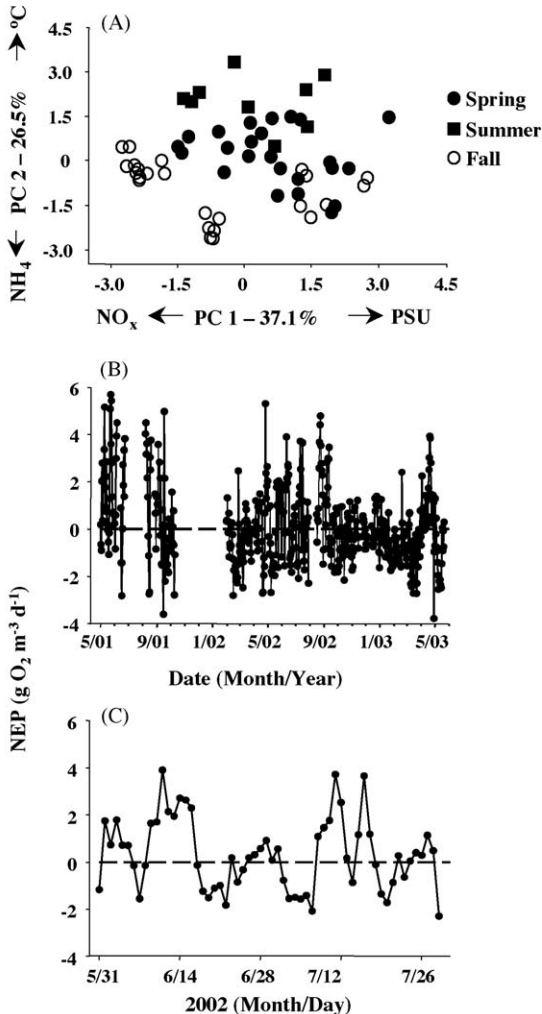 (A)
NH₄ ← PC 2 – 26.5% → ºC
4.5
3.0
1.5
0
-1.5
-3.0
-3.0 -1.5 0 1.5 3.0 4.5
NOₓ ← PC 1 – 37.1% → PSU
Spring
Summer
Fall
(B)
6
4
2
0
-2
-4
5/01 9/01 1/02 5/02 9/02 1/03 5/03
Date (Month/Year)
NEP (g O₂ m⁻³ d⁻¹)
(C)
6
4
2
0
-2
-4
5/31 6/14 6/28 7/12 7/26
2002 (Month/Day)